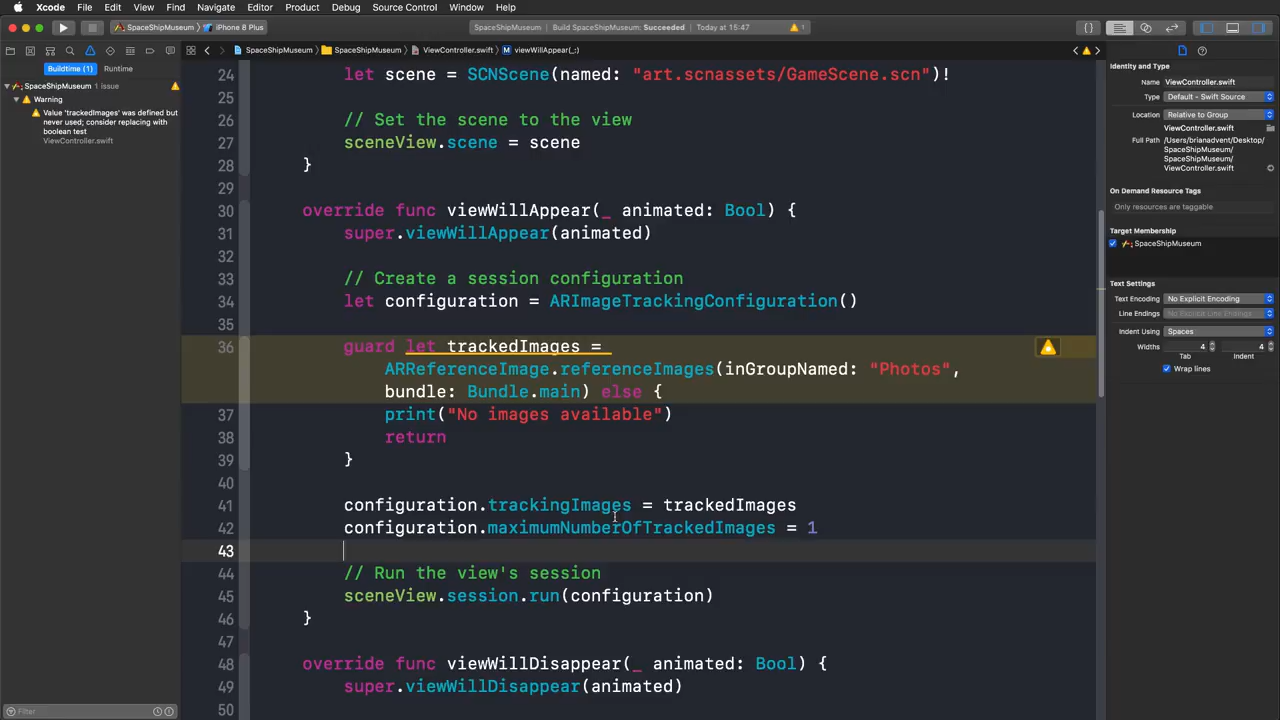 Xcode File Edit View Find Navigate Editor Product Debug Source Control Window Help
SpaceShipMuseum iPhone 8 Plus
SpaceShipMuseum Build SpaceShipMuseum: Succeeded Today at 15:47
1
SpaceShipMuseum SpaceShipMuseum ViewController.swift M viewWillAppear(_:)
Buildtime (1) Runtime
SpaceShipMuseum 1 issue
Warning
Value 'trackedImages' was defined but
never used; consider replacing with
boolean test
ViewController.swift
Filter
24 let scene = SCNScene(named: "art.scnassets/GameScene.scn")!
25
26 // Set the scene to the view
27 sceneView.scene = scene
28 }
29
30 override func viewWillAppear(_ animated: Bool) {
31 super.viewWillAppear(animated)
32
33 // Create a session configuration
34 let configuration = ARImageTrackingConfiguration()
35
36 guard let trackedImages =
ARReferenceImage.referenceImages(inGroupNamed: "Photos",
bundle: Bundle.main) else {
37 print("No images available")
38 return
39 }
40
41 configuration.trackingImages = trackedImages
42 configuration.maximumNumberOfTrackedImages = 1
43
44 // Run the view's session
45 sceneView.session.run(configuration)
46 }
47
48 override func viewWillDisappear(_ animated: Bool) {
49 super.viewWillDisappear(animated)
50
Identity and Type
Name ViewController.swift
Type Default - Swift Source
Location Relative to Group
ViewController.swift
Full Path /Users/brianadvent/Desktop/
SpaceShipMuseum/
SpaceShipMuseum/
ViewController.swift
On Demand Resource Tags
Only resources are taggable
Target Membership
SpaceShipMuseum
Text Settings
Text Encoding No Explicit Encoding
Line Endings No Explicit Line Endings
Indent Using Spaces
Widths 4 4
Tab Indent
Wrap lines